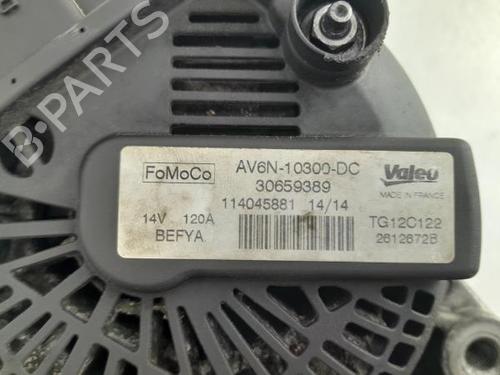 B-PARTS
FoMoCo
AV6N-10300-DC
30659389
Valeo
MADE IN FRANCE
114045881 14/14
14V 120A
BEFYA
TG12C122
2612672B